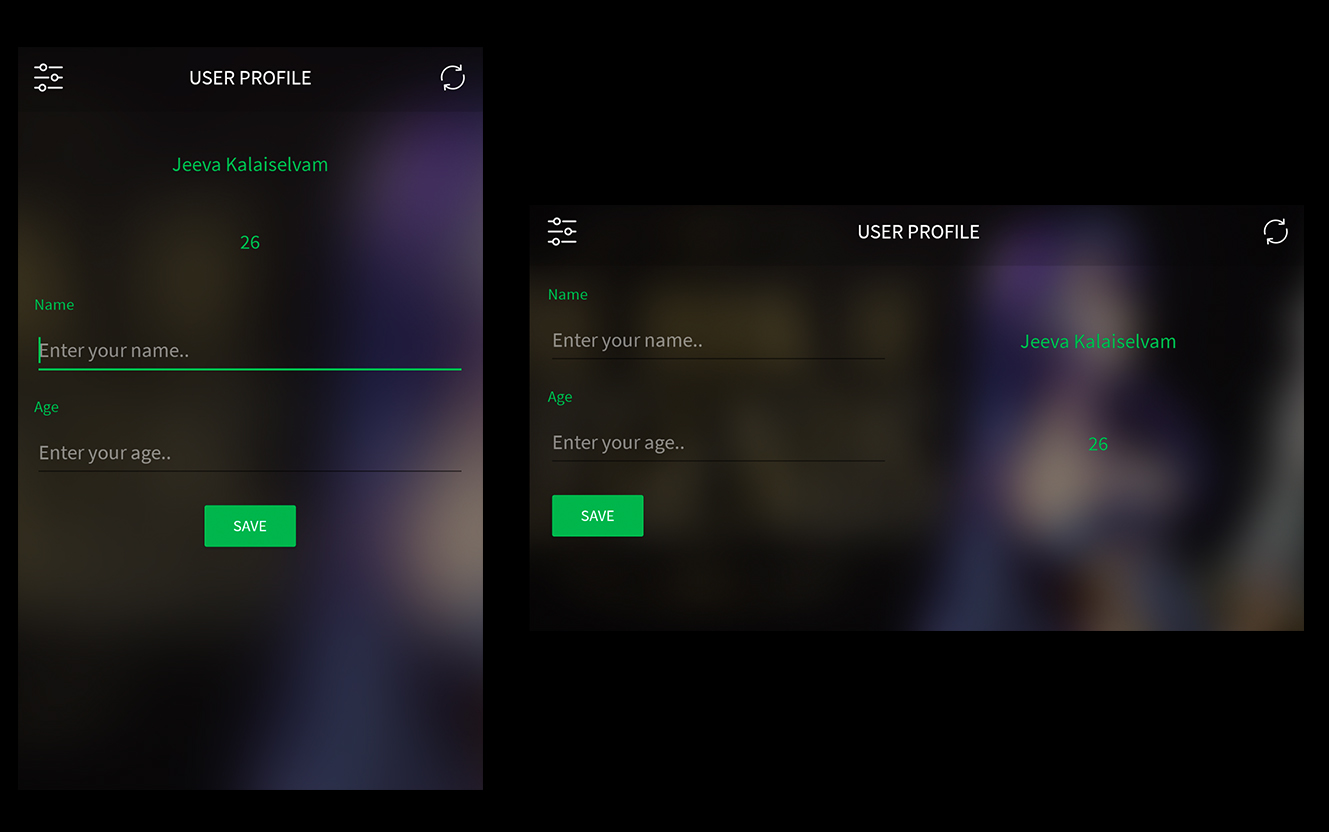 USER PROFILE
Jeeva Kalaiselvam
26
Name
Enter your name..
Age
Enter your age..
SAVE
USER PROFILE
Name
Enter your name..
Jeeva Kalaiselvam
Age
Enter your age..
26
SAVE